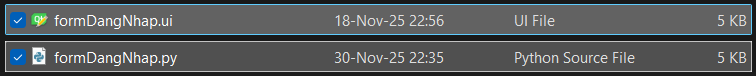 formDangNhap.ui 18-Nov-25 22:56 UI File 5 KB
formDangNhap.py 30-Nov-25 22:35 Python Source File 5 KB